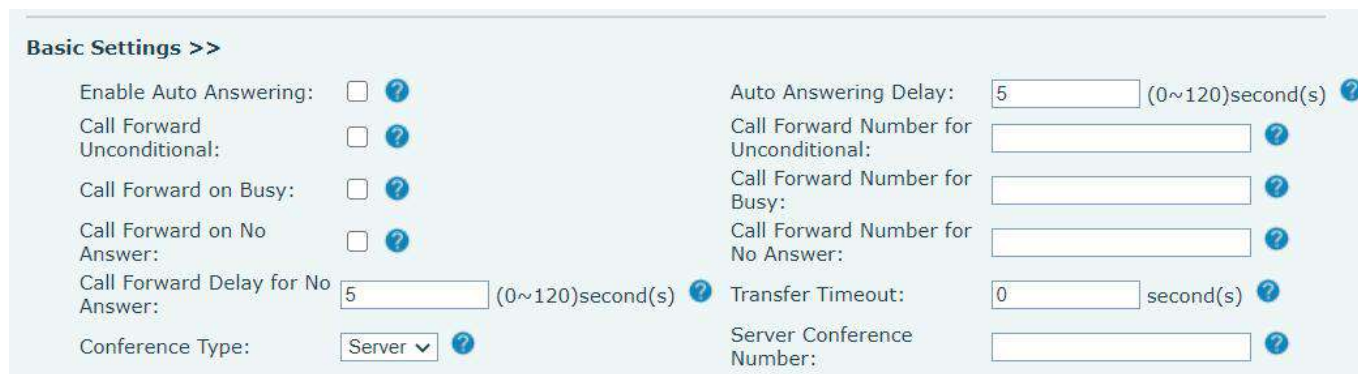 Basic Settings >>
Enable Auto Answering: ? Auto Answering Delay: 5 (0~120)second(s) ?
Call Forward
Unconditional: ? Call Forward Number for
Unconditional: ?
Call Forward on Busy: ? Call Forward Number for
Busy: ?
Call Forward on No
Answer: ? Call Forward Number for
No Answer: ?
Call Forward Delay for No
Answer: 5 (0~120)second(s) ? Transfer Timeout: 0 second(s) ?
Conference Type: Server ? Server Conference
Number: ?